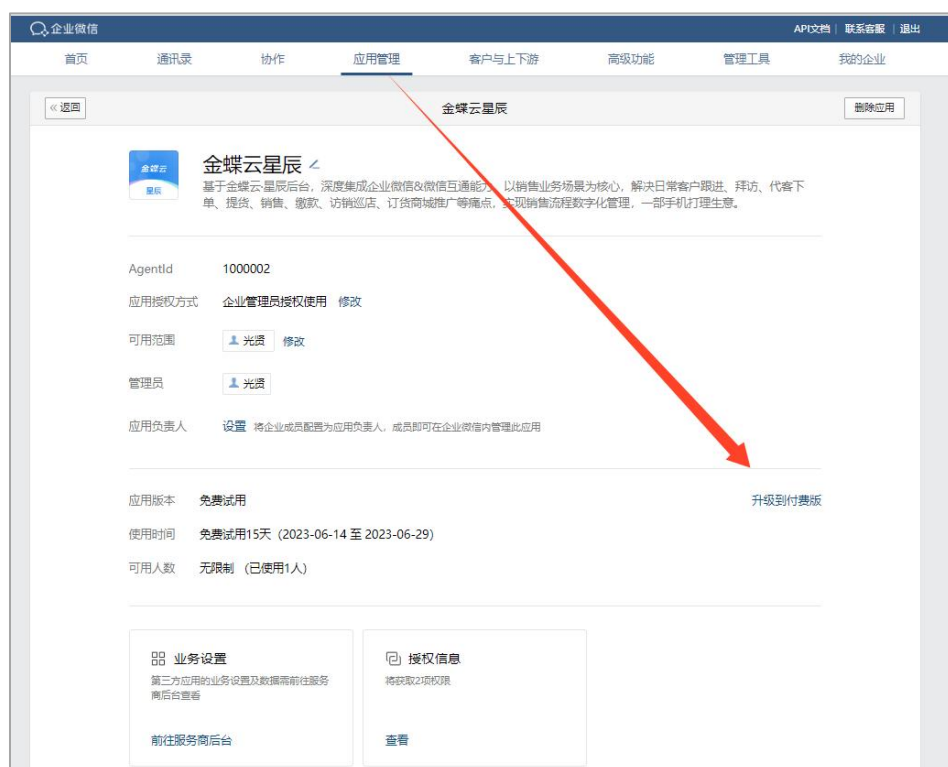 企业微信
API文档 | 联系客服 | 退出
首页 通讯录 协作 应用管理 客户与上下游 高级功能 管理工具 我的企业
« 返回 金蝶云星辰 删除应用
金蝶云
星辰
金蝶云星辰
基于金蝶云·星辰后台，深度集成企业微信&微信互通能力，以销售业务场景为核心，解决日常客户跟进、拜访、代客下
单、提货、销售、缴款、访销巡店、订货商城推广等痛点，实现销售流程数字化管理，一部手机打理生意。
AgentId 1000002
应用授权方式 企业管理员授权使用 修改
可用范围 光贤 修改
管理员 光贤
应用负责人 设置 将企业成员配置为应用负责人，成员即可在企业微信内管理此应用
应用版本 免费试用 升级到付费版
使用时间 免费试用15天（2023-06-14 至 2023-06-29）
可用人数 无限制 （已使用1人）
业务设置 授权信息
第三方应用的业务设置及数据需前往服务 将获取2项权限
商后台查看
前往服务商后台 查看